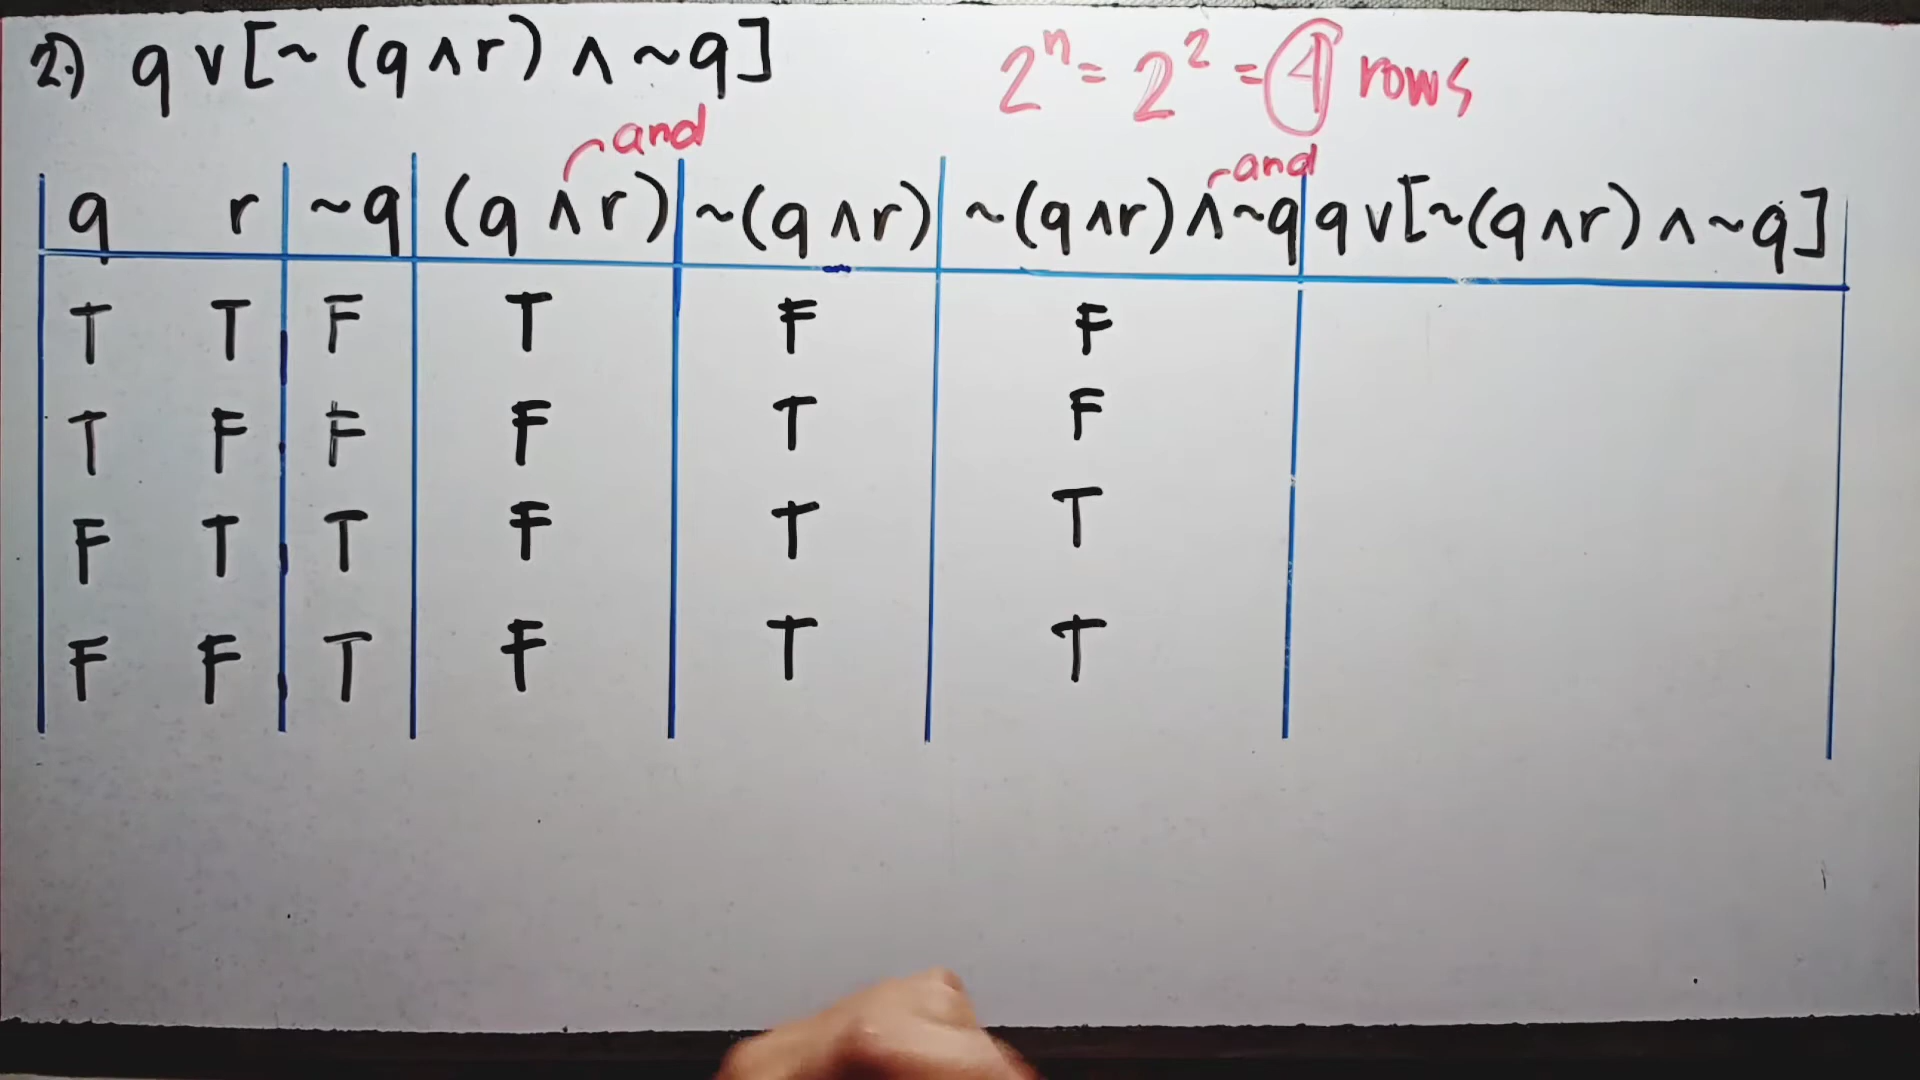 2.) q ∨ [~ (q ∧ r) ∧ ~q]
2ⁿ = 2² = 4 rows
and
and
q r ~q (q ∧ r) ~(q ∧ r) ~(q ∧ r) ∧ ~q q ∨ [~(q ∧ r) ∧ ~q]
T T F T F F
T F F F T F
F T T F T T
F F T F T T